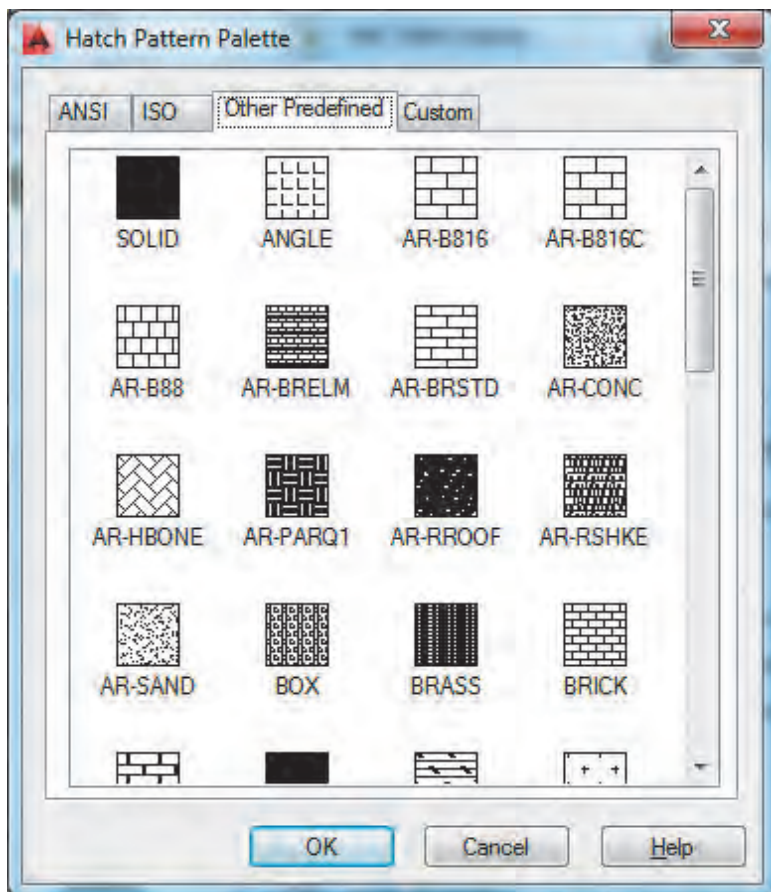 Hatch Pattern Palette
ANSI ISO Other Predefined Custom
SOLID ANGLE AR-B816 AR-B816C
AR-B88 AR-BRELM AR-BRSTD AR-CONC
AR-HBONE AR-PARQ1 AR-RROOF AR-RSHKE
AR-SAND BOX BRASS BRICK
OK Cancel Help